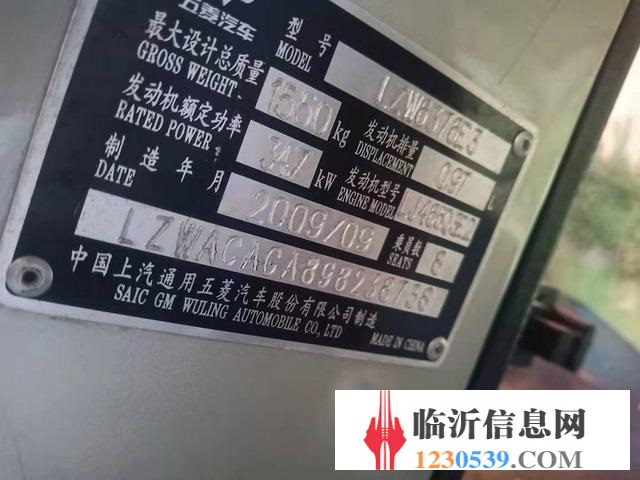 五菱汽车
型号 LZW6376E3
MODEL
最大设计总质量 1550 kg
GROSS WEIGHT
发动机排量 0.97 L
DISPLACEMENT
发动机额定功率 34.7 kW
RATED POWER
发动机型号
ENGINE MODEL
制造年月 2009/09
DATE
乘员数 8
SEATS
LZWACAGA898238736
中国上汽通用五菱汽车股份有限公司制造
SAIC GM WULING AUTOMOBILE CO., LTD
MADE IN CHINA
临沂信息网
1230539.COM